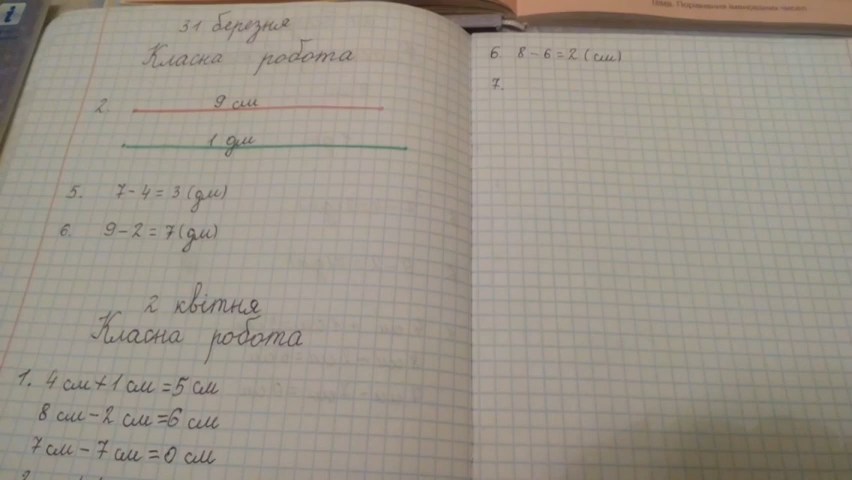 31 березня
Класна робота
2. 9 см
1 дм
5. 7 - 4 = 3 (дм)
6. 9 - 2 = 7 (дм)
2 квітня
Класна робота
1. 4 см + 1 см = 5 см
8 см - 2 см = 6 см
7 см - 7 см = 0 см
6. 8 - 6 = 2 (см)
7.